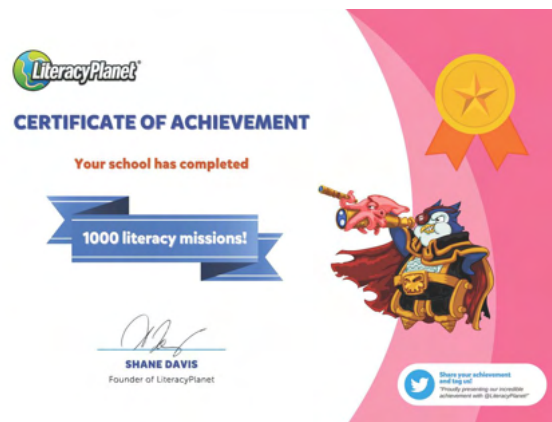 LiteracyPlanet
CERTIFICATE OF ACHIEVEMENT
Your school has completed
1000 literacy missions!
SHANE DAVIS
Founder of LiteracyPlanet
Share your achievement
and tag us!
"Proudly presenting our incredible
achievement with @LiteracyPlanet"